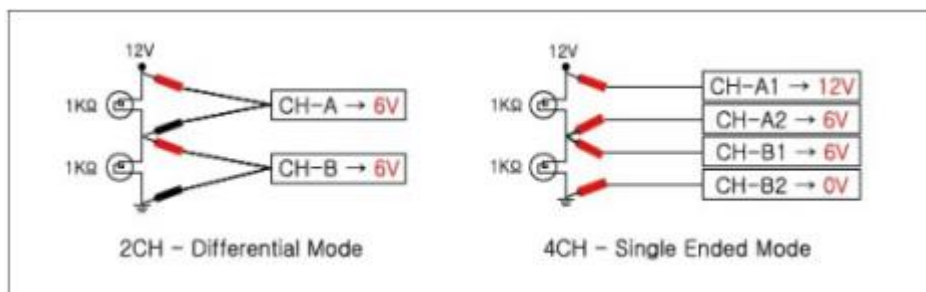 12V
1KΩ
CH-A → 6V
1KΩ
CH-B → 6V
2CH - Differential Mode
12V
1KΩ
1KΩ
CH-A1 → 12V
CH-A2 → 6V
CH-B1 → 6V
CH-B2 → 0V
4CH - Single Ended Mode